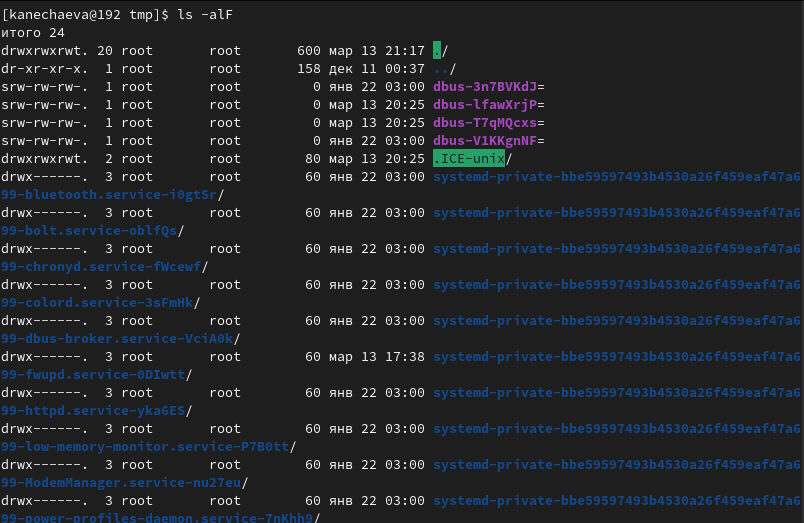 [kanechaeva@192 tmp]$ ls -alF
итого 24
drwxrwxrwt. 20 root       root       600 мар 13 21:17 ./
dr-xr-xr-x.  1 root       root       158 дек 11 00:37 ../
srw-rw-rw-.  1 root       root         0 янв 22 03:00 dbus-3n7BVKdJ=
srw-rw-rw-.  1 root       root         0 мар 13 20:25 dbus-lfawXrjP=
srw-rw-rw-.  1 root       root         0 мар 13 20:25 dbus-T7qMQcxs=
srw-rw-rw-.  1 root       root         0 янв 22 03:00 dbus-V1KKgnNF=
drwxrwxrwt.  2 root       root        80 мар 13 20:25 .ICE-unix/
drwx------.  3 root       root        60 янв 22 03:00 systemd-private-bbe59597493b4530a26f459eaf47a6
99-bluetooth.service-i0gtSr/
drwx------.  3 root       root        60 янв 22 03:00 systemd-private-bbe59597493b4530a26f459eaf47a6
99-bolt.service-oblfQs/
drwx------.  3 root       root        60 янв 22 03:00 systemd-private-bbe59597493b4530a26f459eaf47a6
99-chronyd.service-fWcewf/
drwx------.  3 root       root        60 янв 22 03:00 systemd-private-bbe59597493b4530a26f459eaf47a6
99-colord.service-3sFmHk/
drwx------.  3 root       root        60 янв 22 03:00 systemd-private-bbe59597493b4530a26f459eaf47a6
99-dbus-broker.service-VciA0k/
drwx------.  3 root       root        60 мар 13 17:38 systemd-private-bbe59597493b4530a26f459eaf47a6
99-fwupd.service-0DIwtt/
drwx------.  3 root       root        60 янв 22 03:00 systemd-private-bbe59597493b4530a26f459eaf47a6
99-httpd.service-yka6ES/
drwx------.  3 root       root        60 янв 22 03:00 systemd-private-bbe59597493b4530a26f459eaf47a6
99-low-memory-monitor.service-P7B0tt/
drwx------.  3 root       root        60 янв 22 03:00 systemd-private-bbe59597493b4530a26f459eaf47a6
99-ModemManager.service-nu27eu/
drwx------.  3 root       root        60 янв 22 03:00 systemd-private-bbe59597493b4530a26f459eaf47a6
99-power-profiles-daemon.service-7nKhh9/